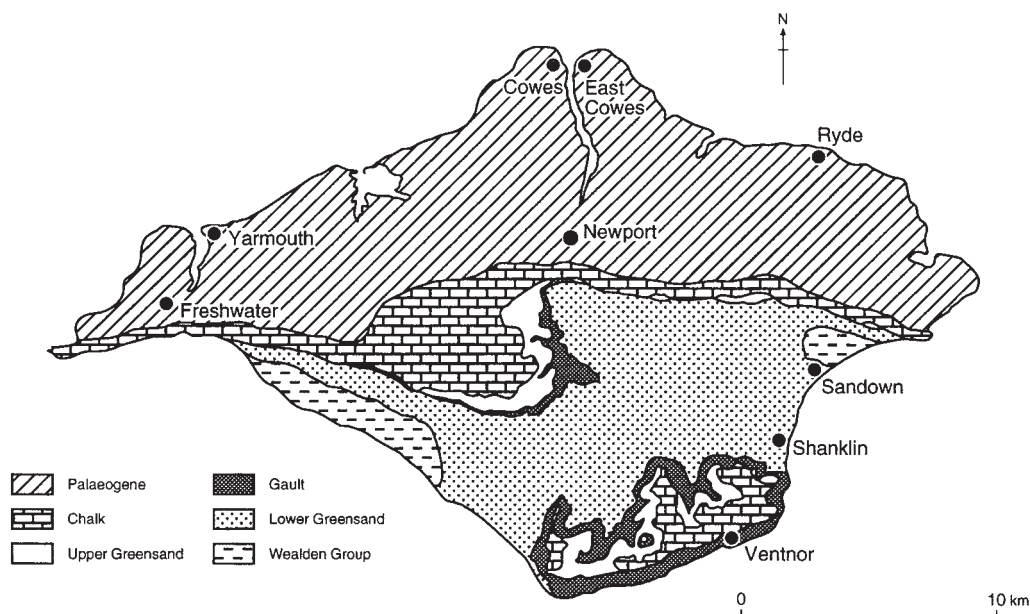 N
Cowes
East
Cowes
Ryde
Yarmouth
Newport
Freshwater
Sandown
Shanklin
Ventnor
Palaeogene
Gault
Chalk
Lower Greensand
Upper Greensand
Wealden Group
0
10 km